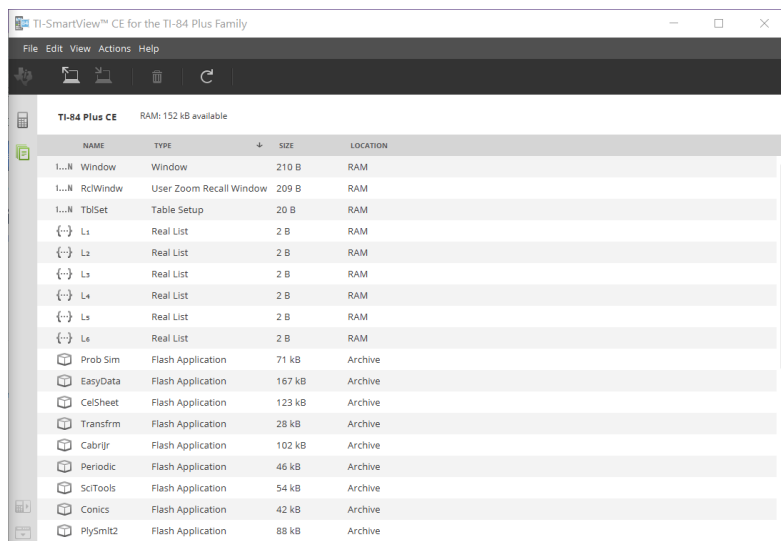 TI-SmartView™ CE for the TI-84 Plus Family
File Edit View Actions Help
TI-84 Plus CE RAM: 152 kB available
NAME TYPE SIZE LOCATION
1...N Window Window 210 B RAM
1...N RclWindw User Zoom Recall Window 209 B RAM
1...N TblSet Table Setup 20 B RAM
{···} L₁ Real List 2 B RAM
{···} L₂ Real List 2 B RAM
{···} L₃ Real List 2 B RAM
{···} L₄ Real List 2 B RAM
{···} L₅ Real List 2 B RAM
{···} L₆ Real List 2 B RAM
Prob Sim Flash Application 71 kB Archive
EasyData Flash Application 167 kB Archive
CelSheet Flash Application 123 kB Archive
Transfrm Flash Application 28 kB Archive
CabriJr Flash Application 102 kB Archive
Periodic Flash Application 46 kB Archive
SciTools Flash Application 54 kB Archive
Conics Flash Application 42 kB Archive
PlySmlt2 Flash Application 88 kB Archive